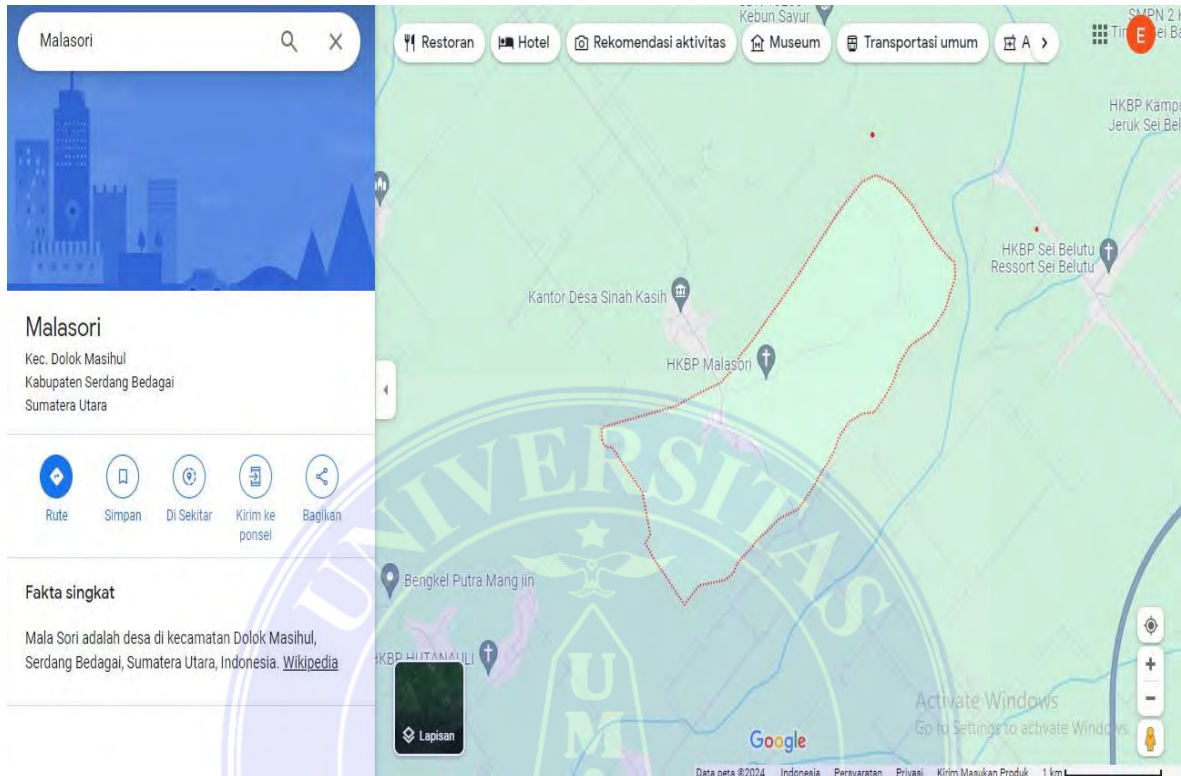 Malasori
Restoran
Hotel
Rekomendasi aktivitas
Museum
Transportasi umum
A
E
Malasori
Kec. Dolok Masihul
Kabupaten Serdang Bedagai
Sumatera Utara
Rute
Simpan
Di Sekitar
Kirim ke
ponsel
Bagikan
Fakta singkat
Mala Sori adalah desa di kecamatan Dolok Masihul,
Serdang Bedagai, Sumatera Utara, Indonesia. Wikipedia
Kebun Sayur
SMPN 2
HKBP Kampu
Jeruk Sei Bel
HKBP Sei Belutu
Ressort Sei Belutu
Kantor Desa Sinah Kasih
HKBP Malasori
Bengkel Putra Mang iin
HKBP HUTANAULI
Lapisan
UNIVERSITAS
U
M
Activate Windows
Go to Settings to activate Windows.
Google
Data peta ©2024 Indonesia Persyaratan Privasi Kirim Masukan Produk 1 km